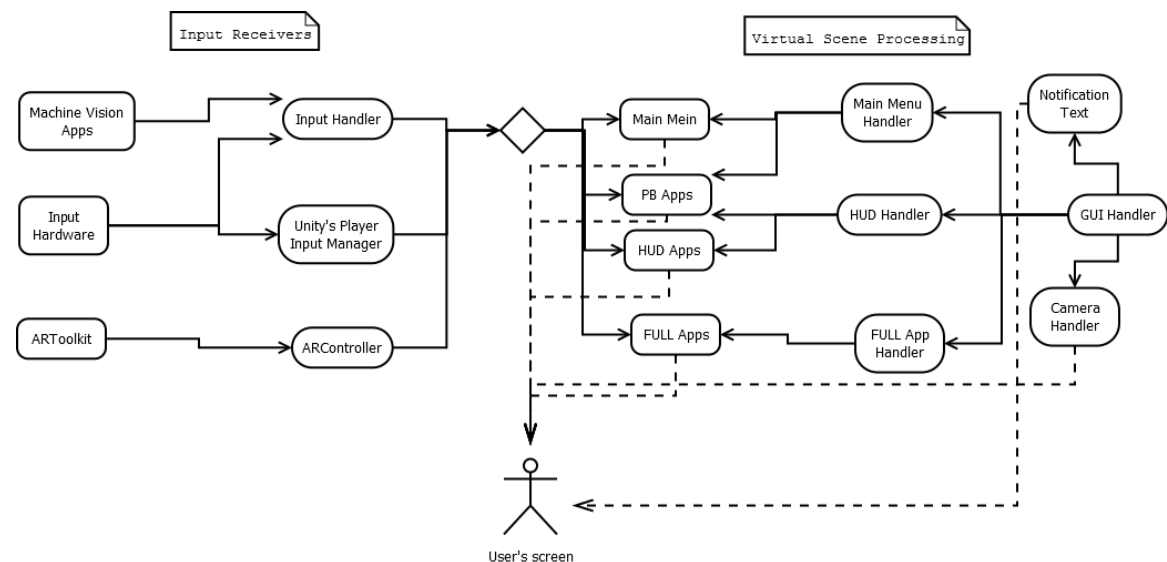 Input Receivers
Virtual Scene Processing
Machine Vision
Apps
Input Handler
Main Mein
Main Menu
Handler
Notification
Text
Input
Hardware
Unity's Player
Input Manager
PB Apps
HUD Apps
HUD Handler
GUI Handler
ARToolkit
ARController
FULL Apps
FULL App
Handler
Camera
Handler
User's screen